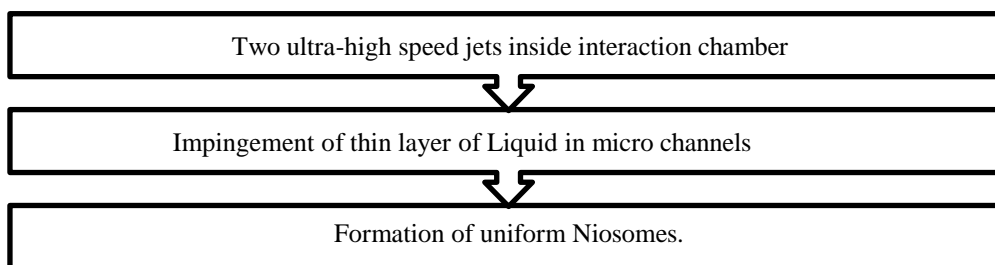 Two ultra-high speed jets inside interaction chamber
Impingement of thin layer of Liquid in micro channels
Formation of uniform Niosomes.